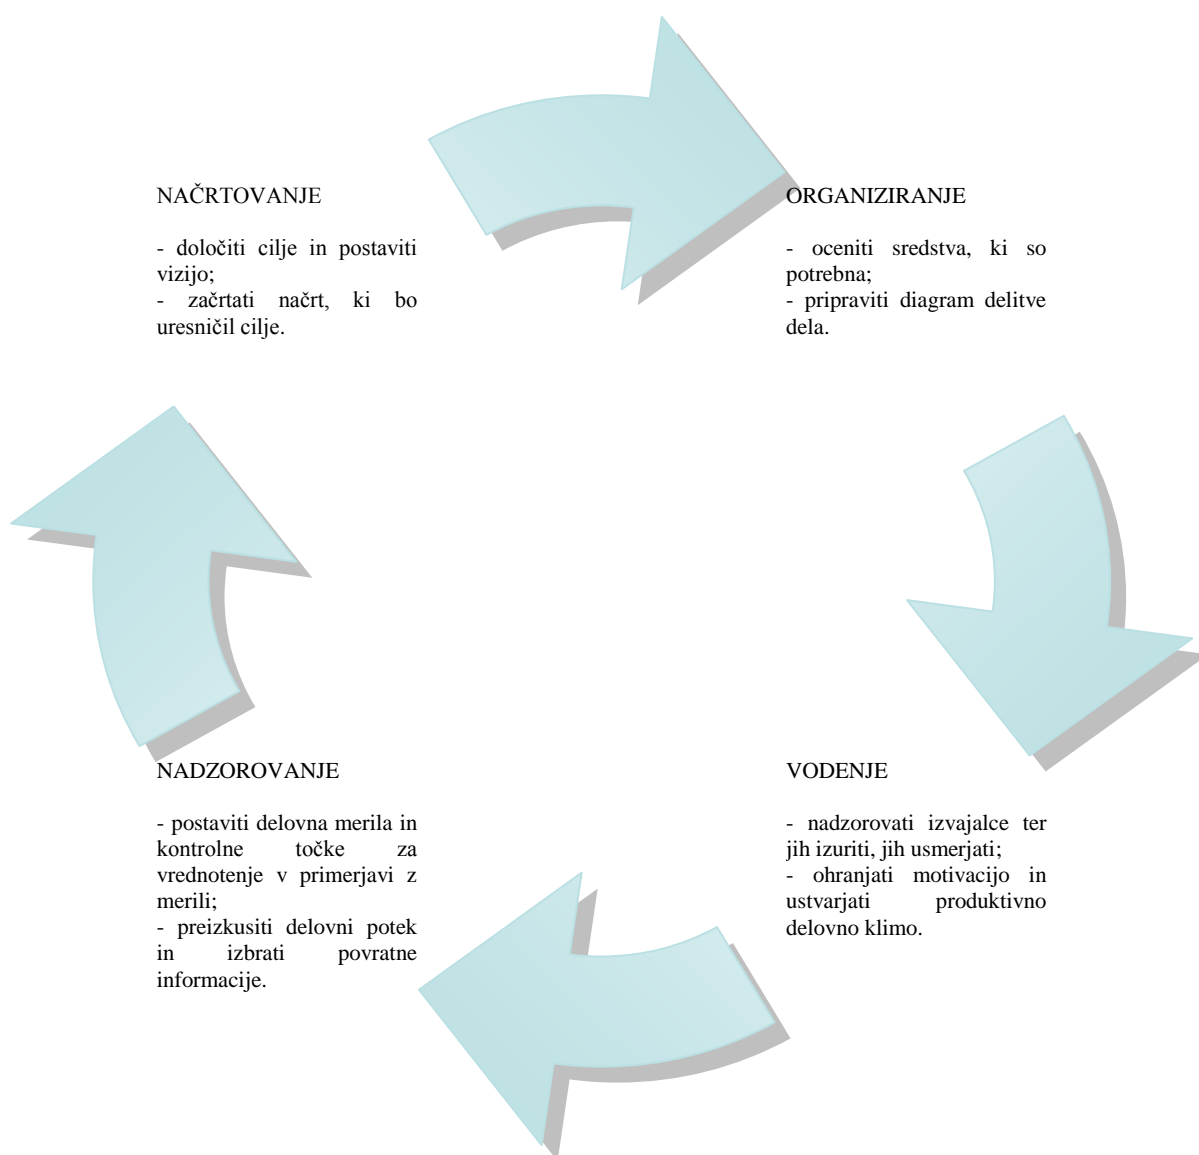 NAČRTOVANJE
- določiti cilje in postaviti
vizijo;
- začrtati načrt, ki bo
uresničil cilje.
ORGANIZIRANJE
- oceniti sredstva, ki so
potrebna;
- pripraviti diagram delitve
dela.
NADZOROVANJE
- postaviti delovna merila in
kontrolne točke za
vrednotenje v primerjavi z
merili;
- preizkusiti delovni potek
in izbrati povratne
informacije.
VODENJE
- nadzorovati izvajalce ter
jih izuriti, jih usmerjati;
- ohranjati motivacijo in
ustvarjati produktivno
delovno klimo.